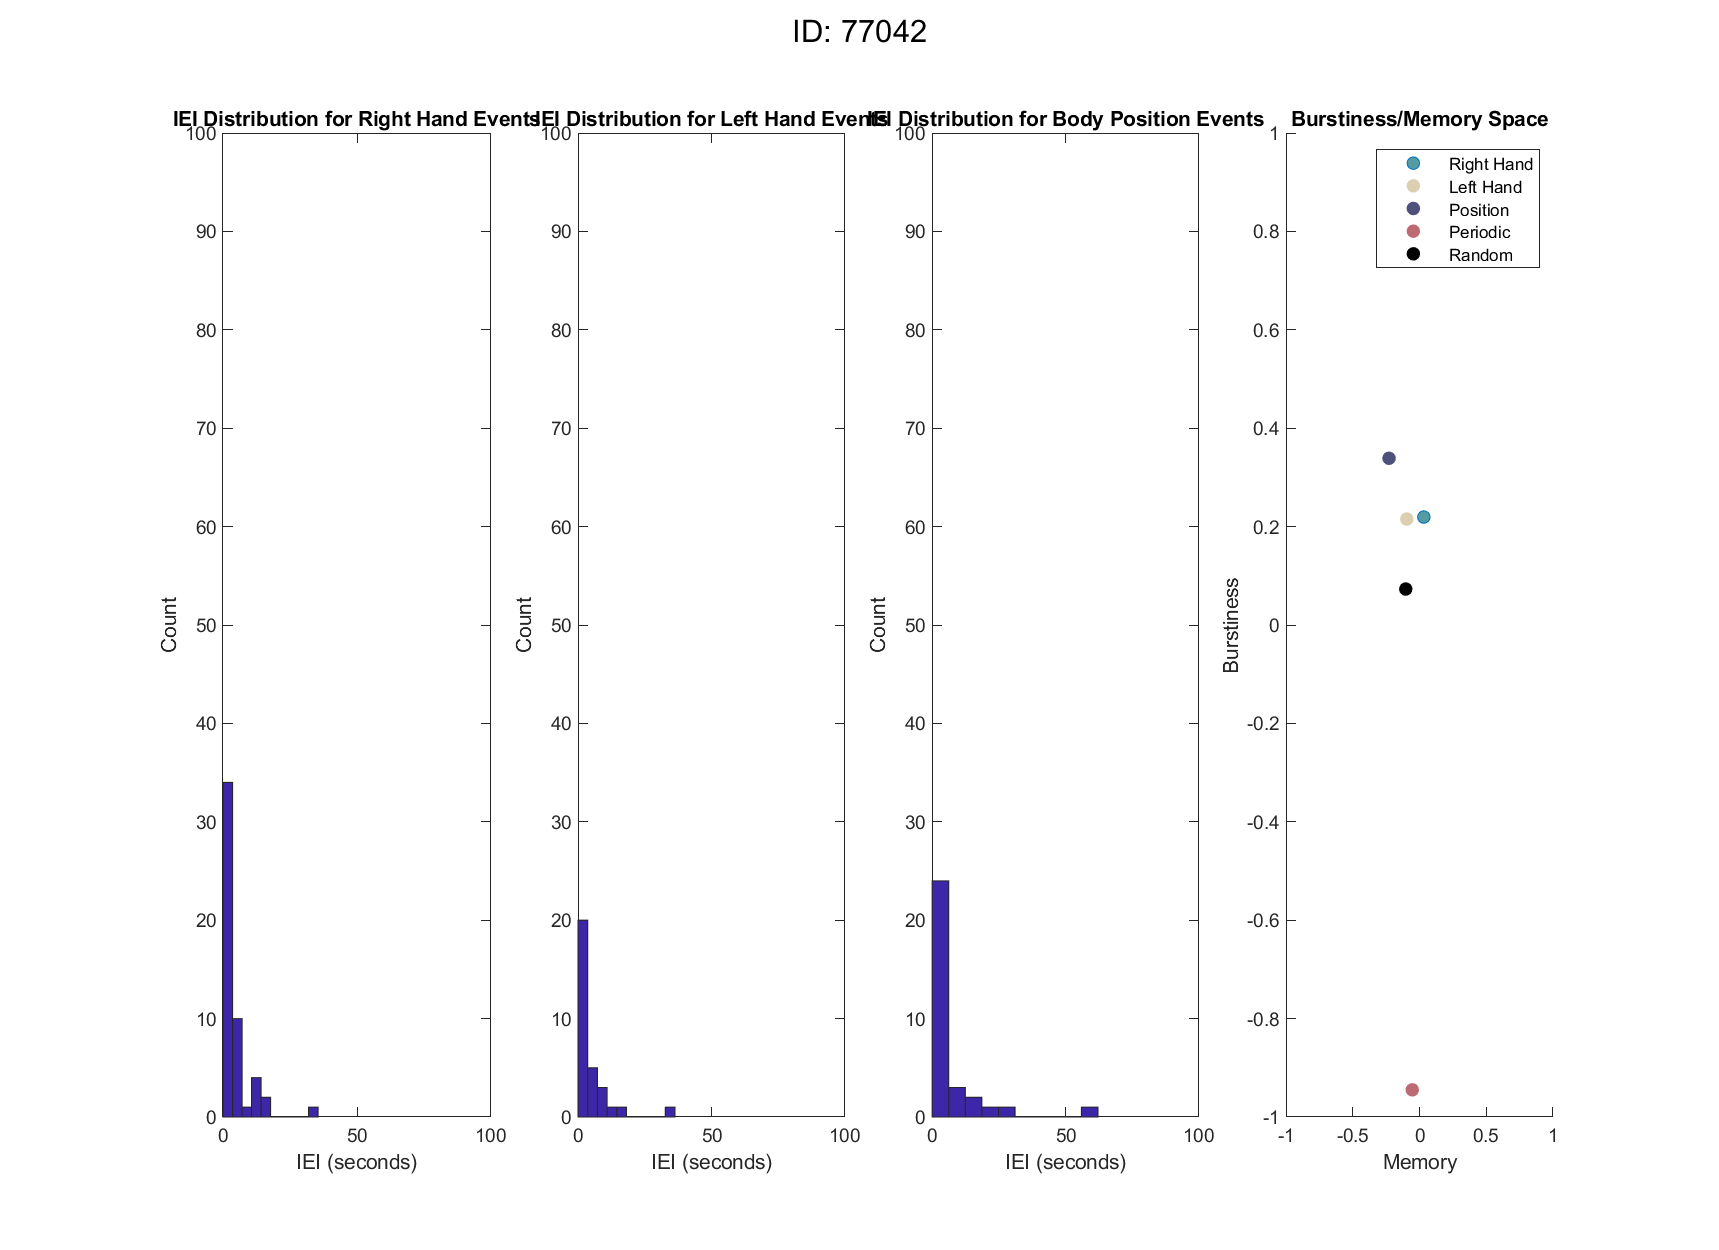 ID: 77042
IEI Distribution for Right Hand Events
100
90
80
70
60
50
40
30
20
10
0
Count
0 50 100
IEI (seconds)
IEI Distribution for Left Hand Events
100
90
80
70
60
50
40
30
20
10
0
Count
0 50 100
IEI (seconds)
IEI Distribution for Body Position Events
100
90
80
70
60
50
40
30
20
10
0
Count
0 50 100
IEI (seconds)
Burstiness/Memory Space
1
0.8
0.6
0.4
0.2
0
-0.2
-0.4
-0.6
-0.8
-1
Burstiness
Right Hand
Left Hand
Position
Periodic
Random
-1 -0.5 0 0.5 1
Memory